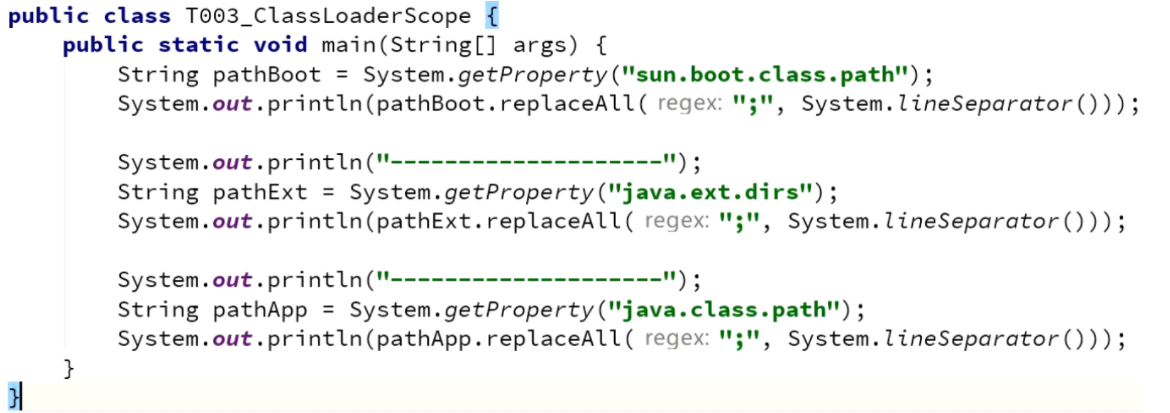 public class T003_ClassLoaderScope {
    public static void main(String[] args) {
        String pathBoot = System.getProperty("sun.boot.class.path");
        System.out.println(pathBoot.replaceAll( regex: ";", System.lineSeparator()));

        System.out.println("--------------------");
        String pathExt = System.getProperty("java.ext.dirs");
        System.out.println(pathExt.replaceAll( regex: ";", System.lineSeparator()));

        System.out.println("--------------------");
        String pathApp = System.getProperty("java.class.path");
        System.out.println(pathApp.replaceAll( regex: ";", System.lineSeparator()));
    }
}